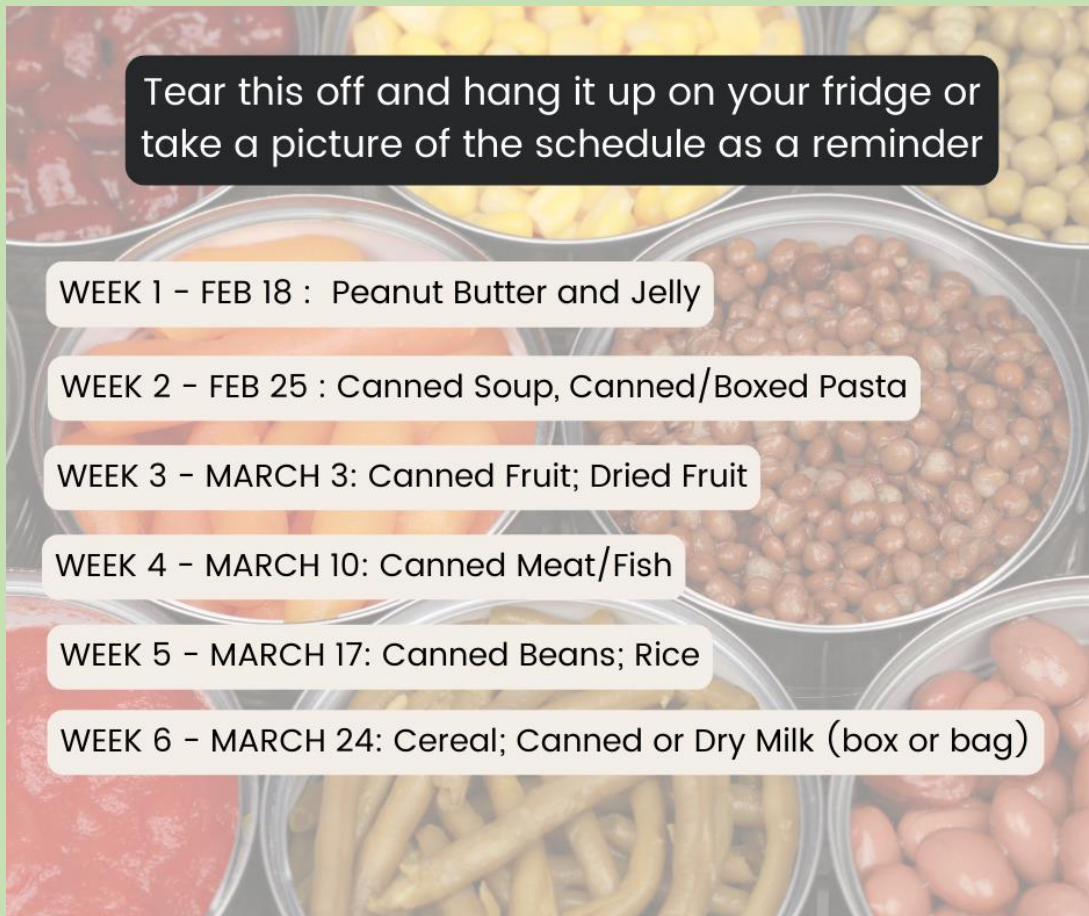 Tear this off and hang it up on your fridge or
take a picture of the schedule as a reminder
WEEK 1 - FEB 18 :  Peanut Butter and Jelly
WEEK 2 - FEB 25 : Canned Soup, Canned/Boxed Pasta
WEEK 3 - MARCH 3: Canned Fruit; Dried Fruit
WEEK 4 - MARCH 10: Canned Meat/Fish
WEEK 5 - MARCH 17: Canned Beans; Rice
WEEK 6 - MARCH 24: Cereal; Canned or Dry Milk (box or bag)